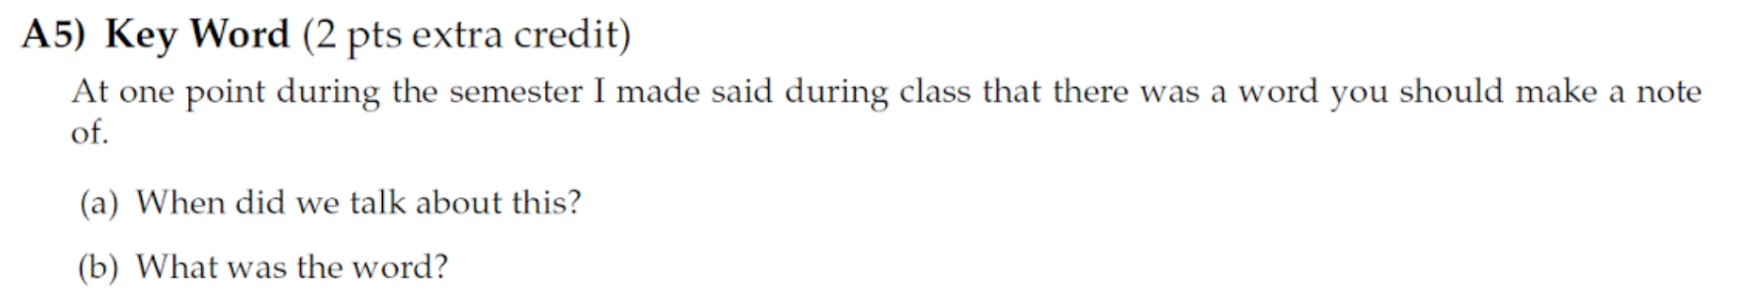 A5) Key Word (2 pts extra credit)
At one point during the semester I made said during class that there was a word you should make a note
of.
(a) When did we talk about this?
(b) What was the word?